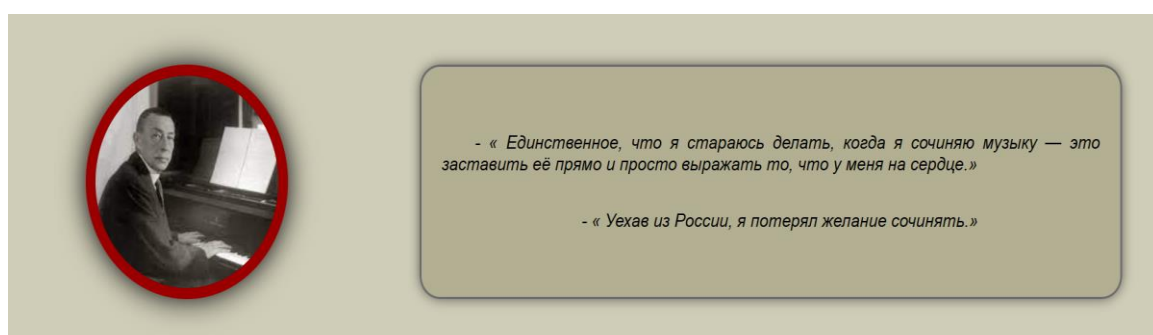 - « Единственное, что я стараюсь делать, когда я сочиняю музыку — это
заставить её прямо и просто выражать то, что у меня на сердце.»
- « Уехав из России, я потерял желание сочинять.»